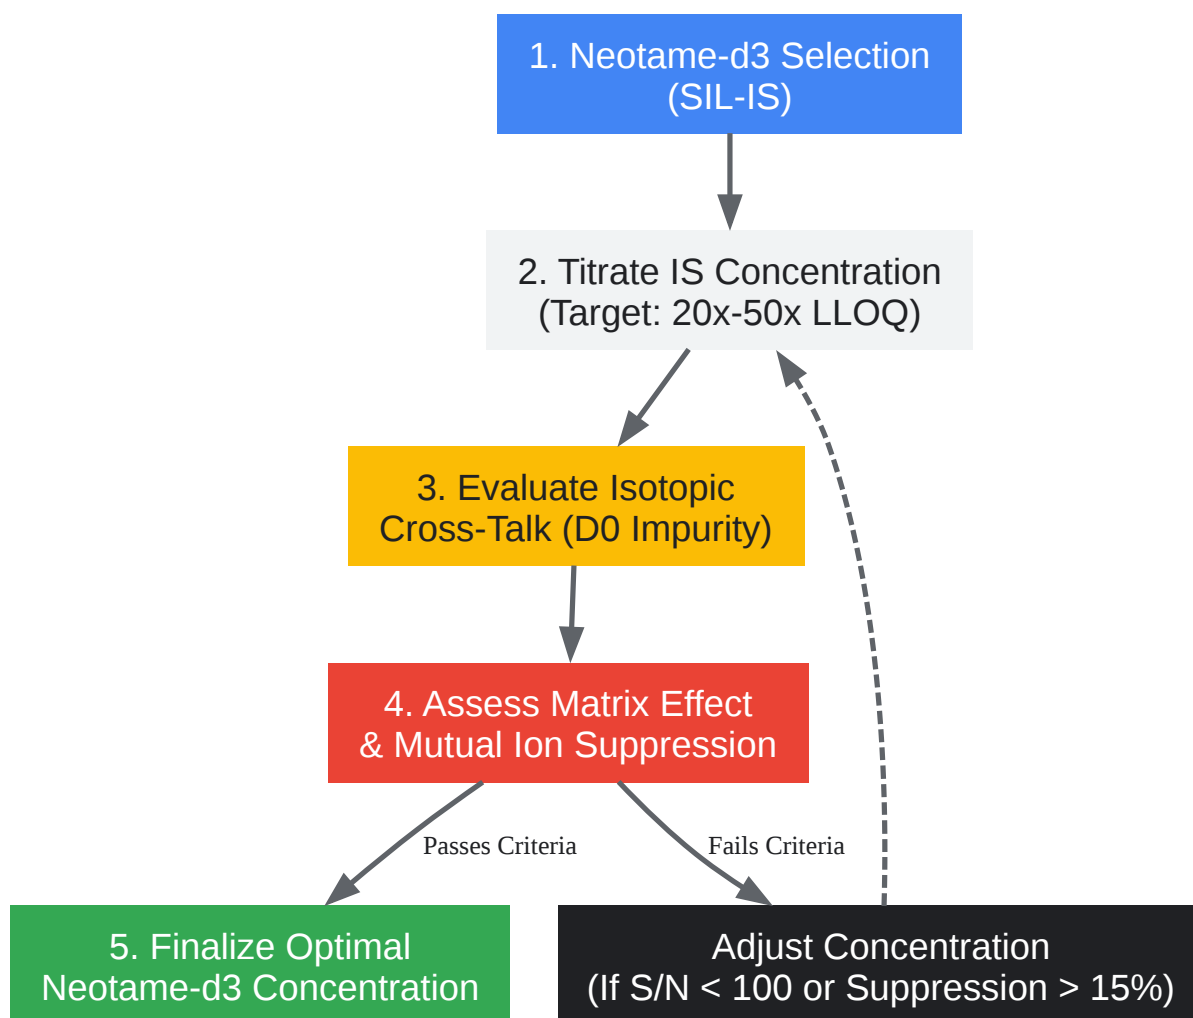 1. Neotame-d3 Selection
(SIL-IS)
2. Titrate IS Concentration
(Target: 20x-50x LLOQ)
3. Evaluate Isotopic
Cross-Talk (D0 Impurity)
4. Assess Matrix Effect
& Mutual Ion Suppression
Passes Criteria
Fails Criteria
5. Finalize Optimal
Neotame-d3 Concentration
Adjust Concentration
(If S/N < 100 or Suppression > 15%)